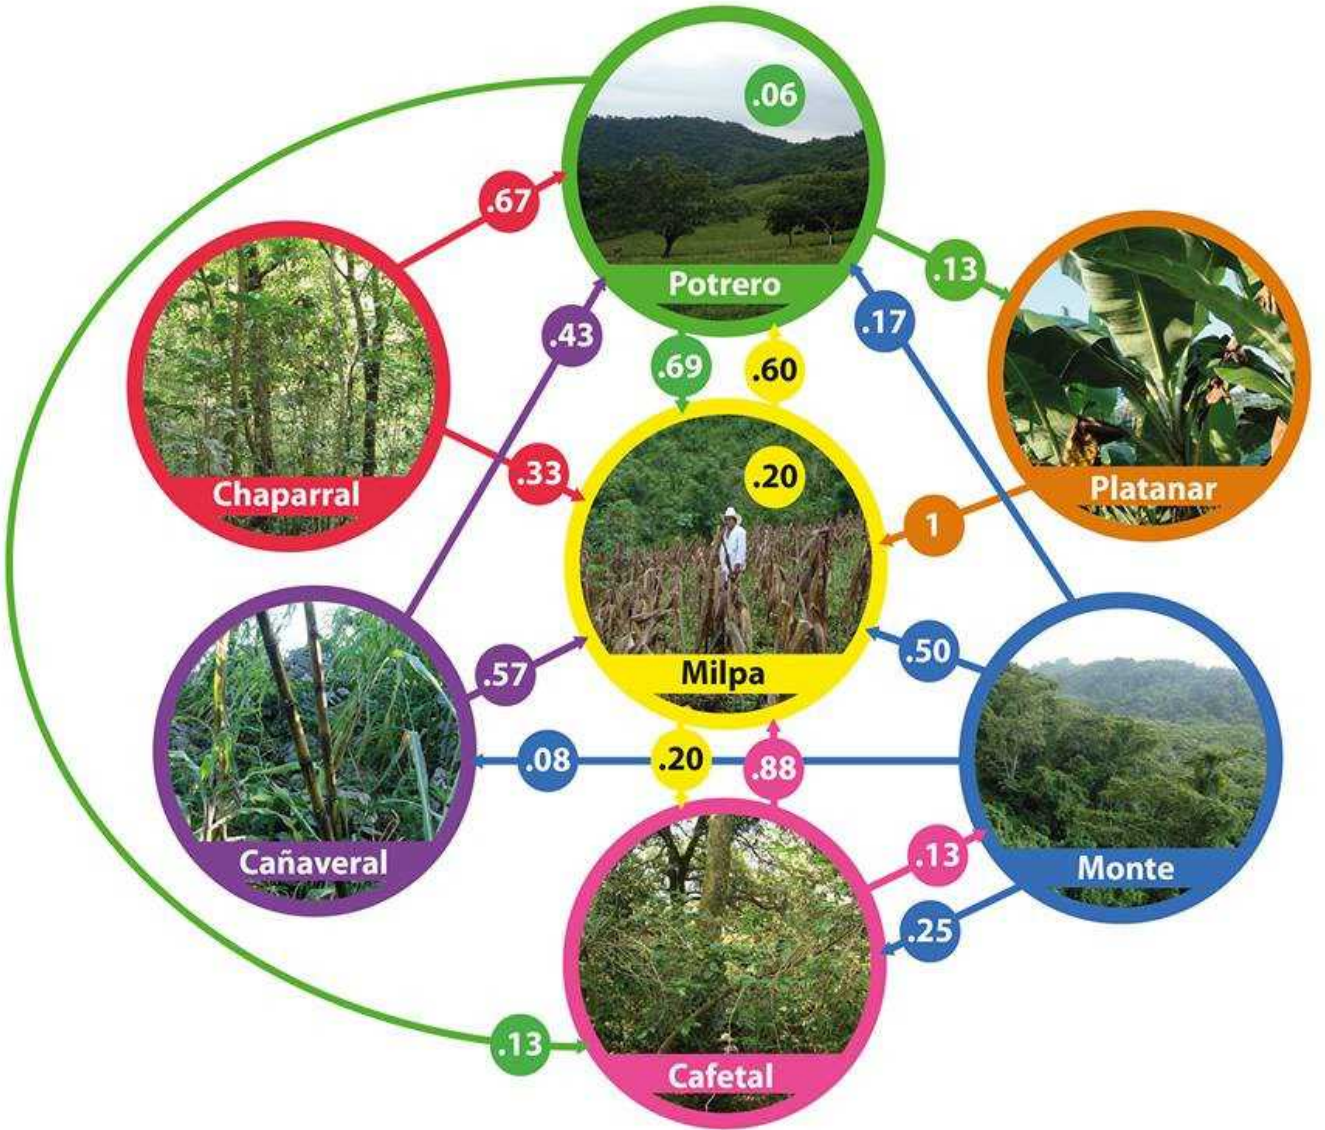 .06
Potrero
.67
.13
.43
.17
.69
.60
Chaparral
.33
.20
Platanar
1
.57
Milpa
.50
.08
.20
.88
Cañaveral
.13
Monte
.25
.13
Cafetal